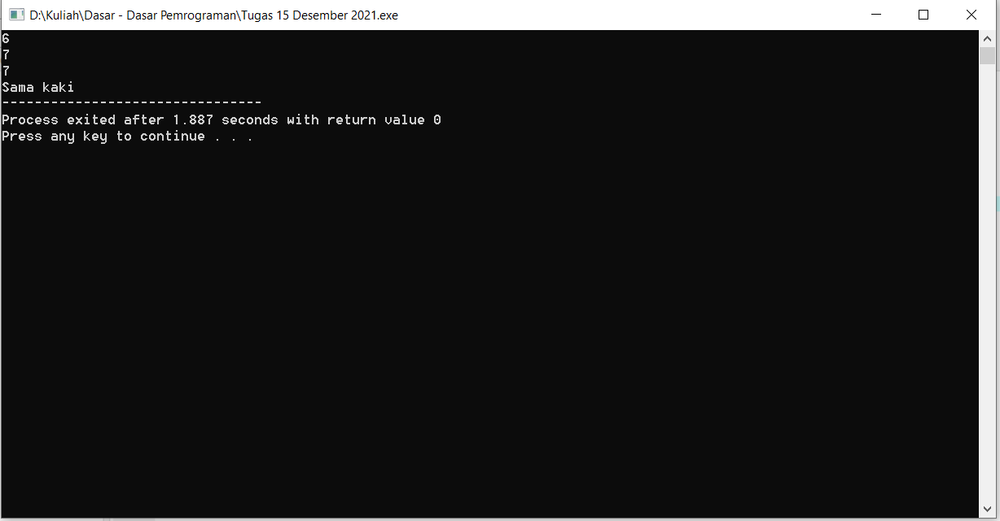 D:\Kuliah\Dasar - Dasar Pemrograman\Tugas 15 Desember 2021.exe
6
7
7
Sama kaki
--------------------------------
Process exited after 1.887 seconds with return value 0
Press any key to continue . . .